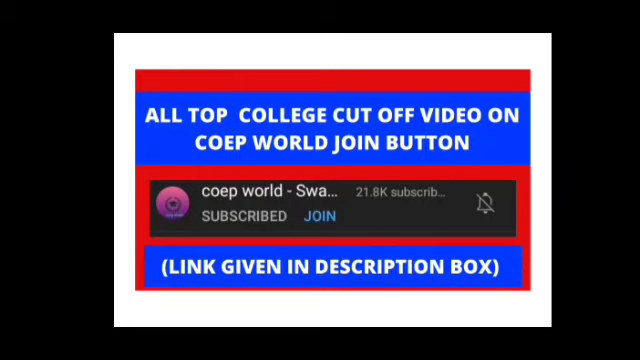 ALL TOP COLLEGE CUT OFF VIDEO ON
COEP WORLD JOIN BUTTON
coep world - Swa... 21.8K subscrib...
SUBSCRIBED JOIN
(LINK GIVEN IN DESCRIPTION BOX)